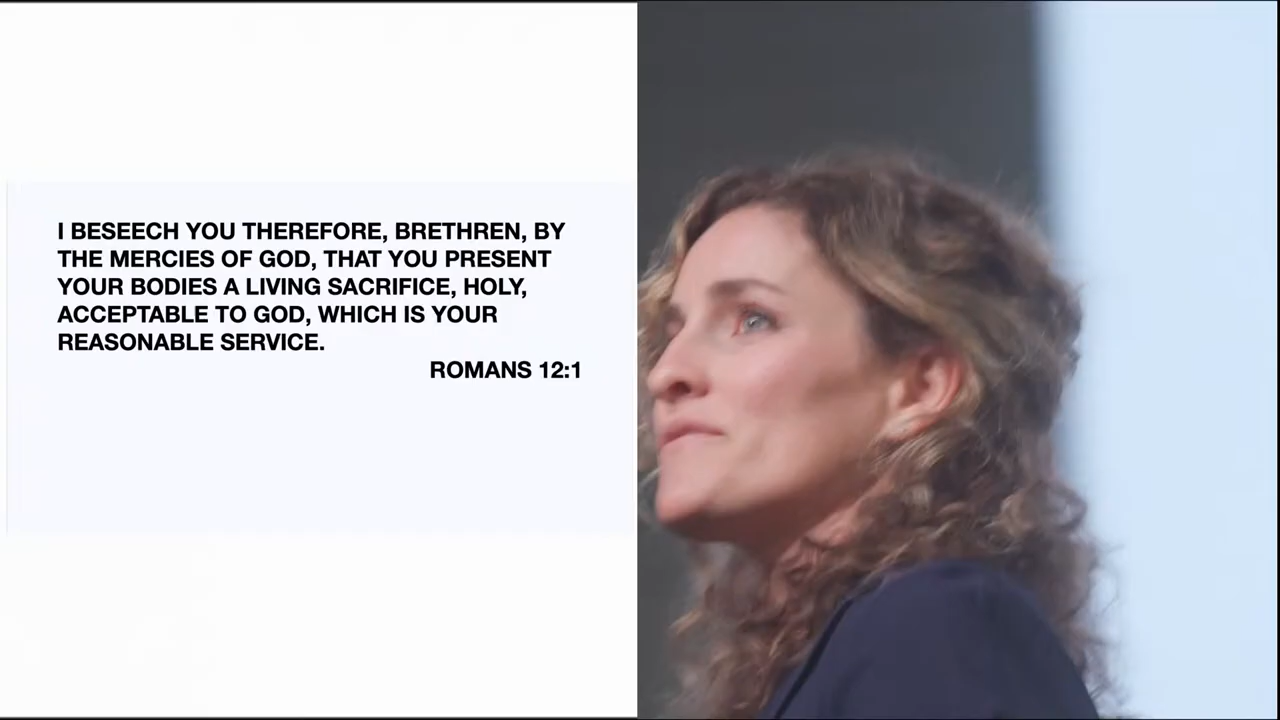 I BESEECH YOU THEREFORE, BRETHREN, BY
THE MERCIES OF GOD, THAT YOU PRESENT
YOUR BODIES A LIVING SACRIFICE, HOLY,
ACCEPTABLE TO GOD, WHICH IS YOUR
REASONABLE SERVICE.
ROMANS 12:1